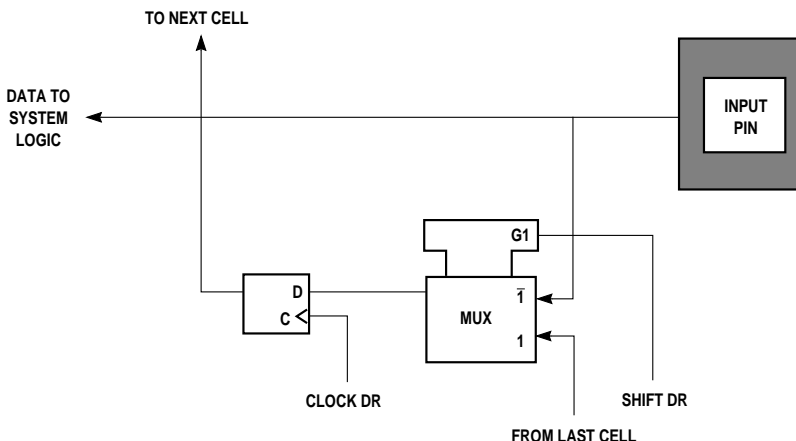 TO NEXT CELL
DATA TO
SYSTEM
LOGIC
INPUT
PIN
G1
D
C
MUX
1̅
1
CLOCK DR
SHIFT DR
FROM LAST CELL